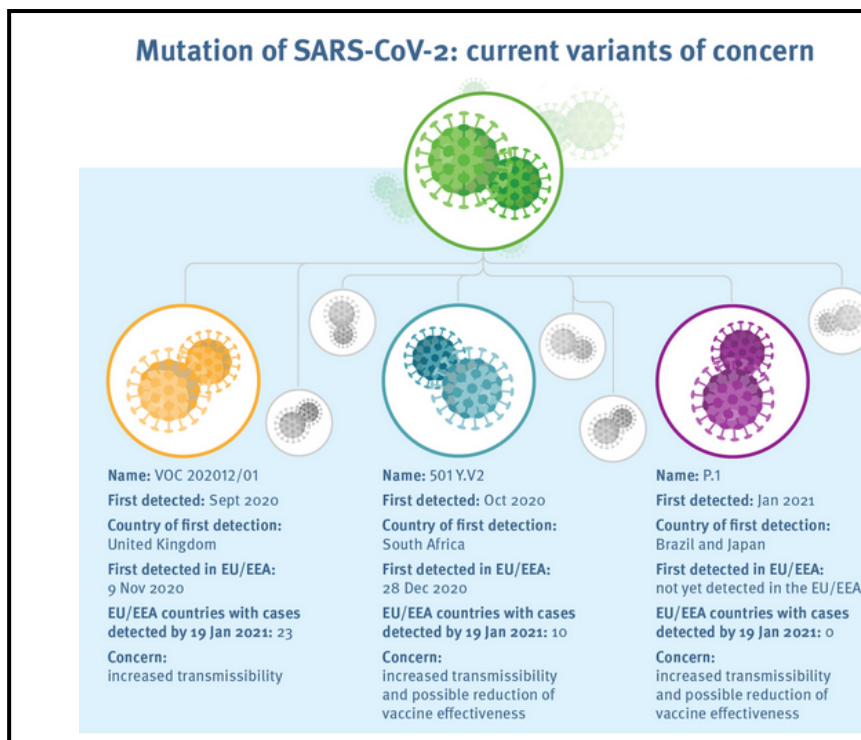 Mutation of SARS-CoV-2: current variants of concern
Name: VOC 202012/01
First detected: Sept 2020
Country of first detection:
United Kingdom
First detected in EU/EEA:
9 Nov 2020
EU/EEA countries with cases
detected by 19 Jan 2021: 23
Concern:
increased transmissibility
Name: 501Y.V2
First detected: Oct 2020
Country of first detection:
South Africa
First detected in EU/EEA:
28 Dec 2020
EU/EEA countries with cases
detected by 19 Jan 2021: 10
Concern:
increased transmissibility
and possible reduction of
vaccine effectiveness
Name: P.1
First detected: Jan 2021
Country of first detection:
Brazil and Japan
First detected in EU/EEA:
not yet detected in the EU/EEA
EU/EEA countries with cases
detected by 19 Jan 2021: 0
Concern:
increased transmissibility
and possible reduction of
vaccine effectiveness